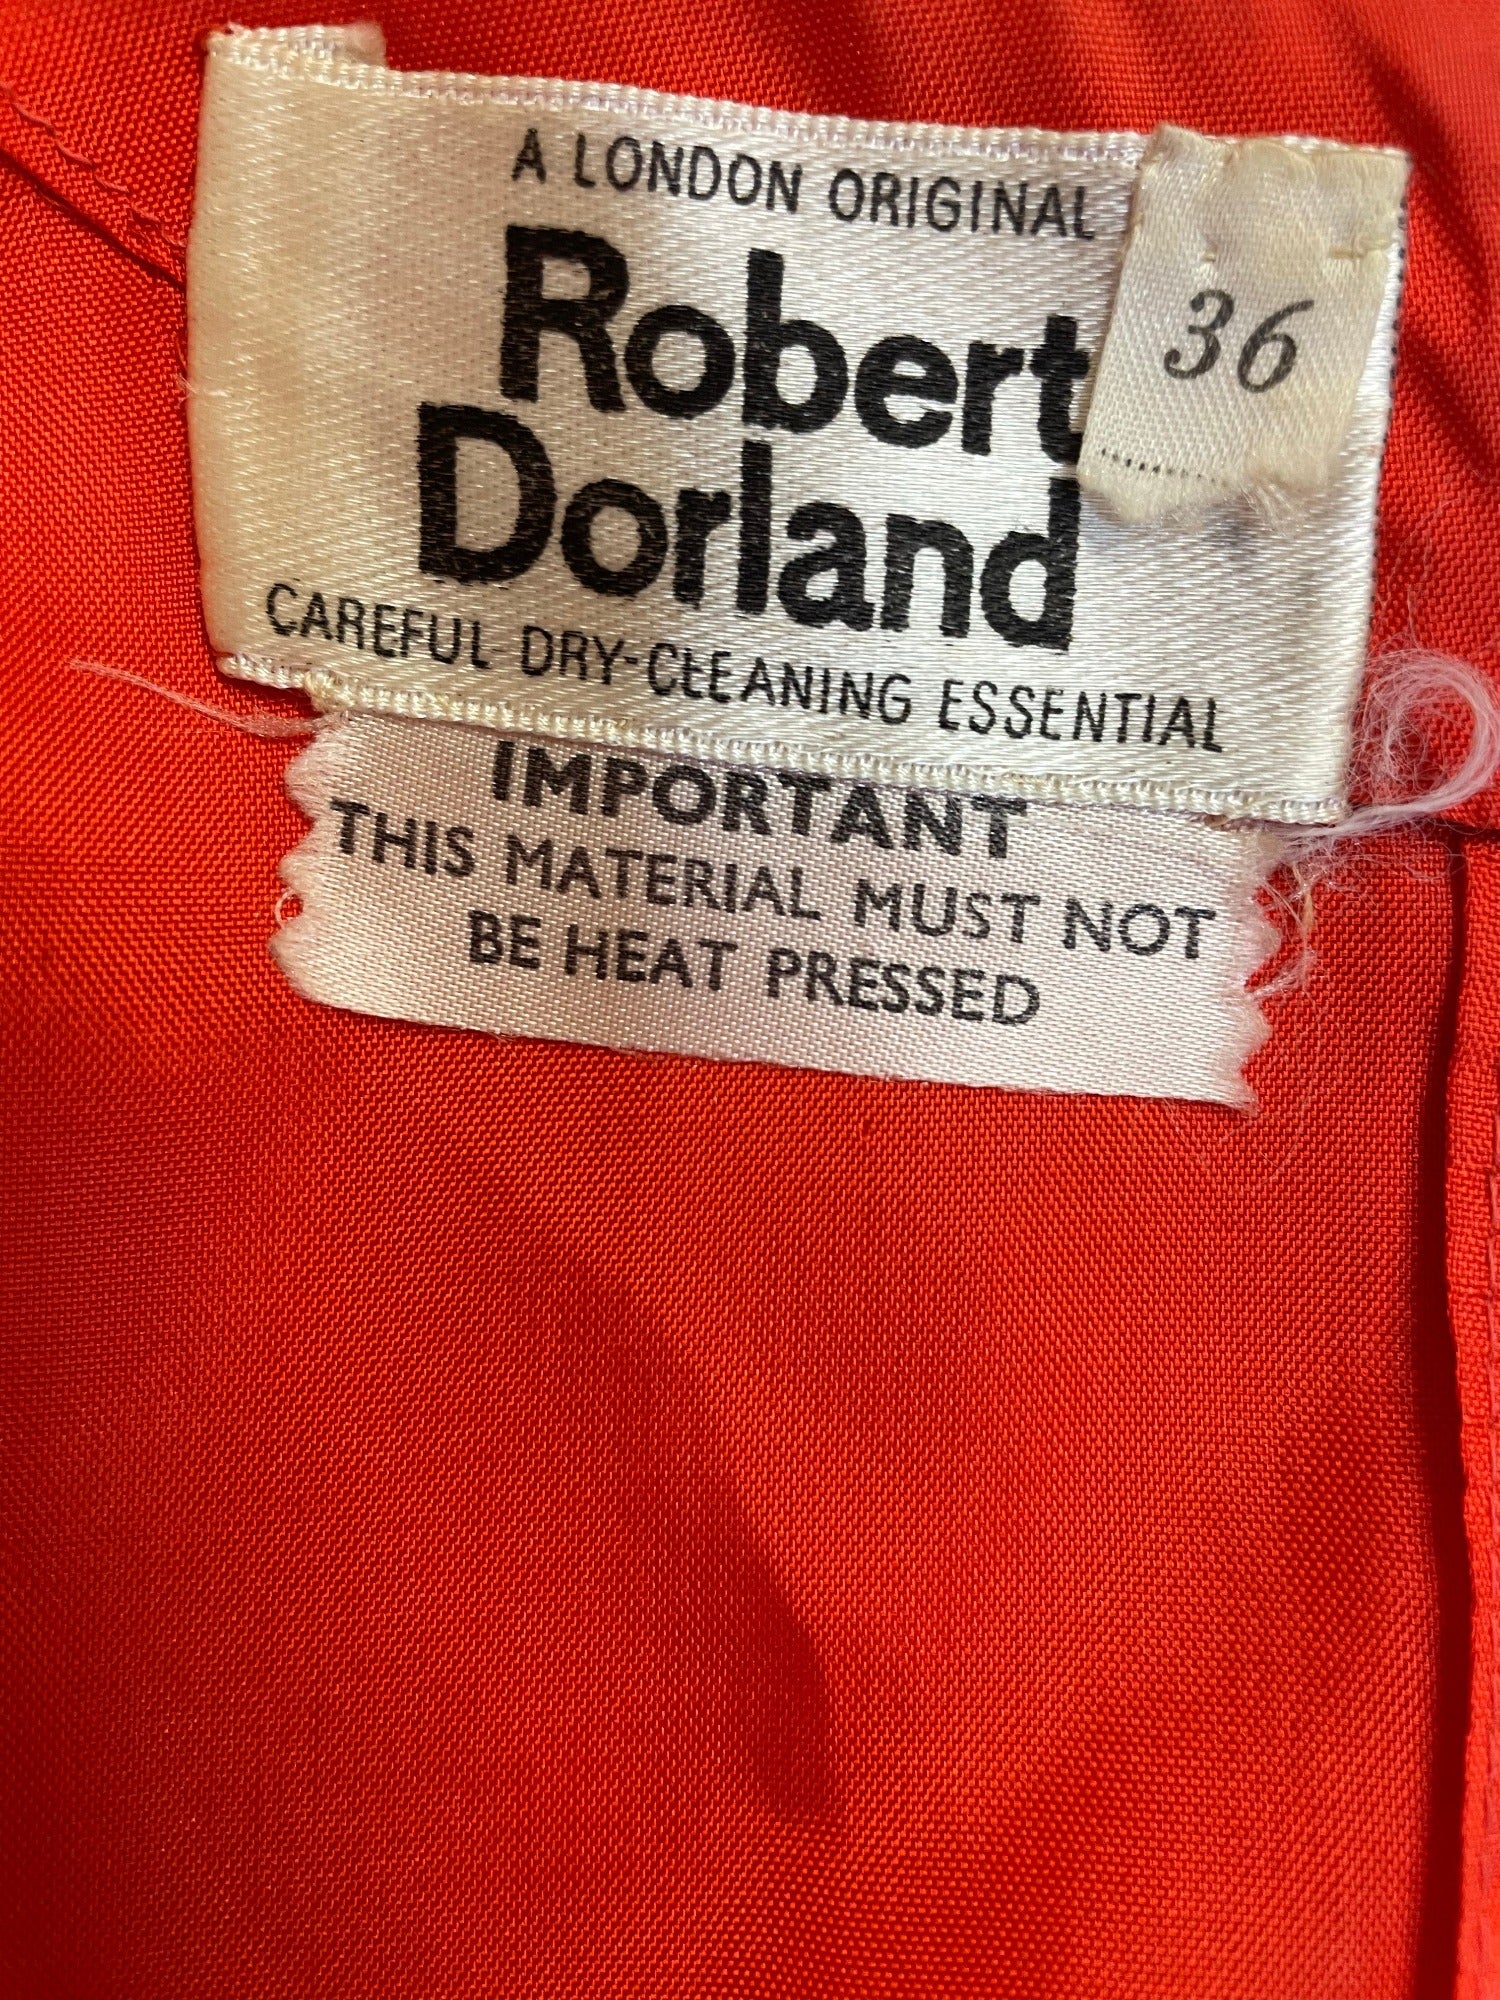 A LONDON ORIGINAL
36
Robert
Dorland
CAREFUL DRY-CLEANING ESSENTIAL
IMPORTANT
THIS MATERIAL MUST NOT
BE HEAT PRESSED